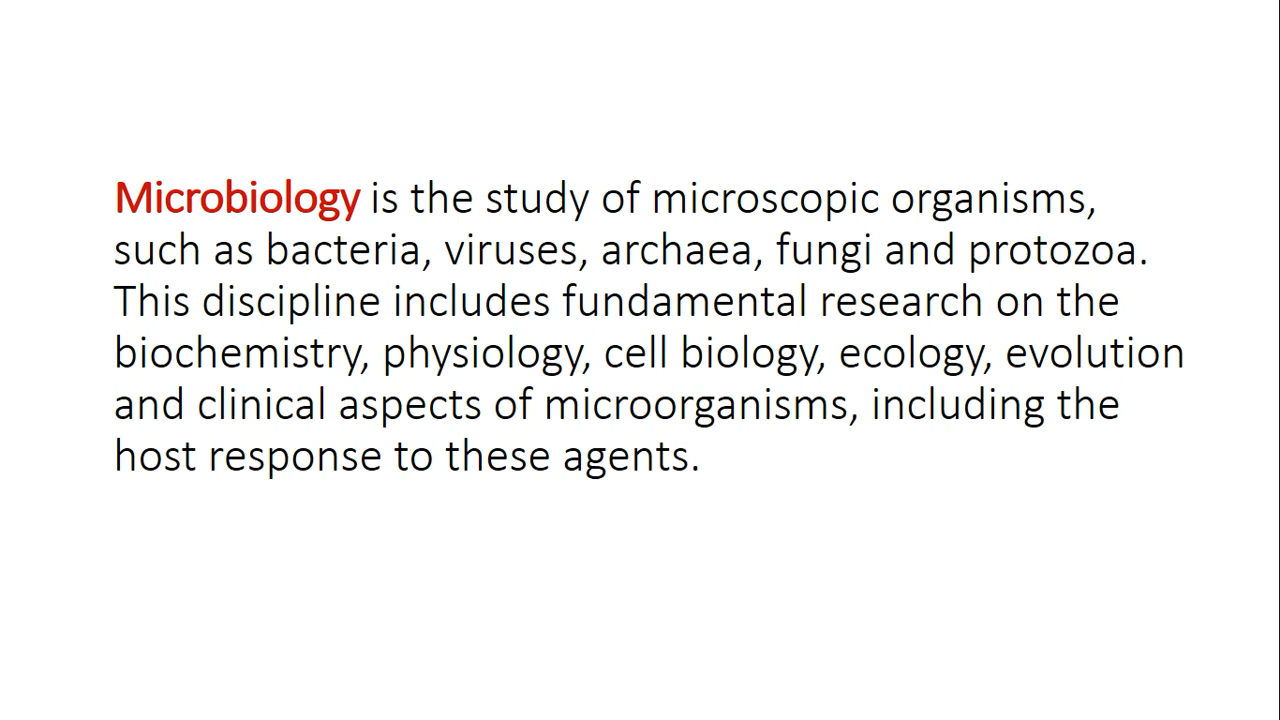 Microbiology is the study of microscopic organisms,
such as bacteria, viruses, archaea, fungi and protozoa.
This discipline includes fundamental research on the
biochemistry, physiology, cell biology, ecology, evolution
and clinical aspects of microorganisms, including the
host response to these agents.